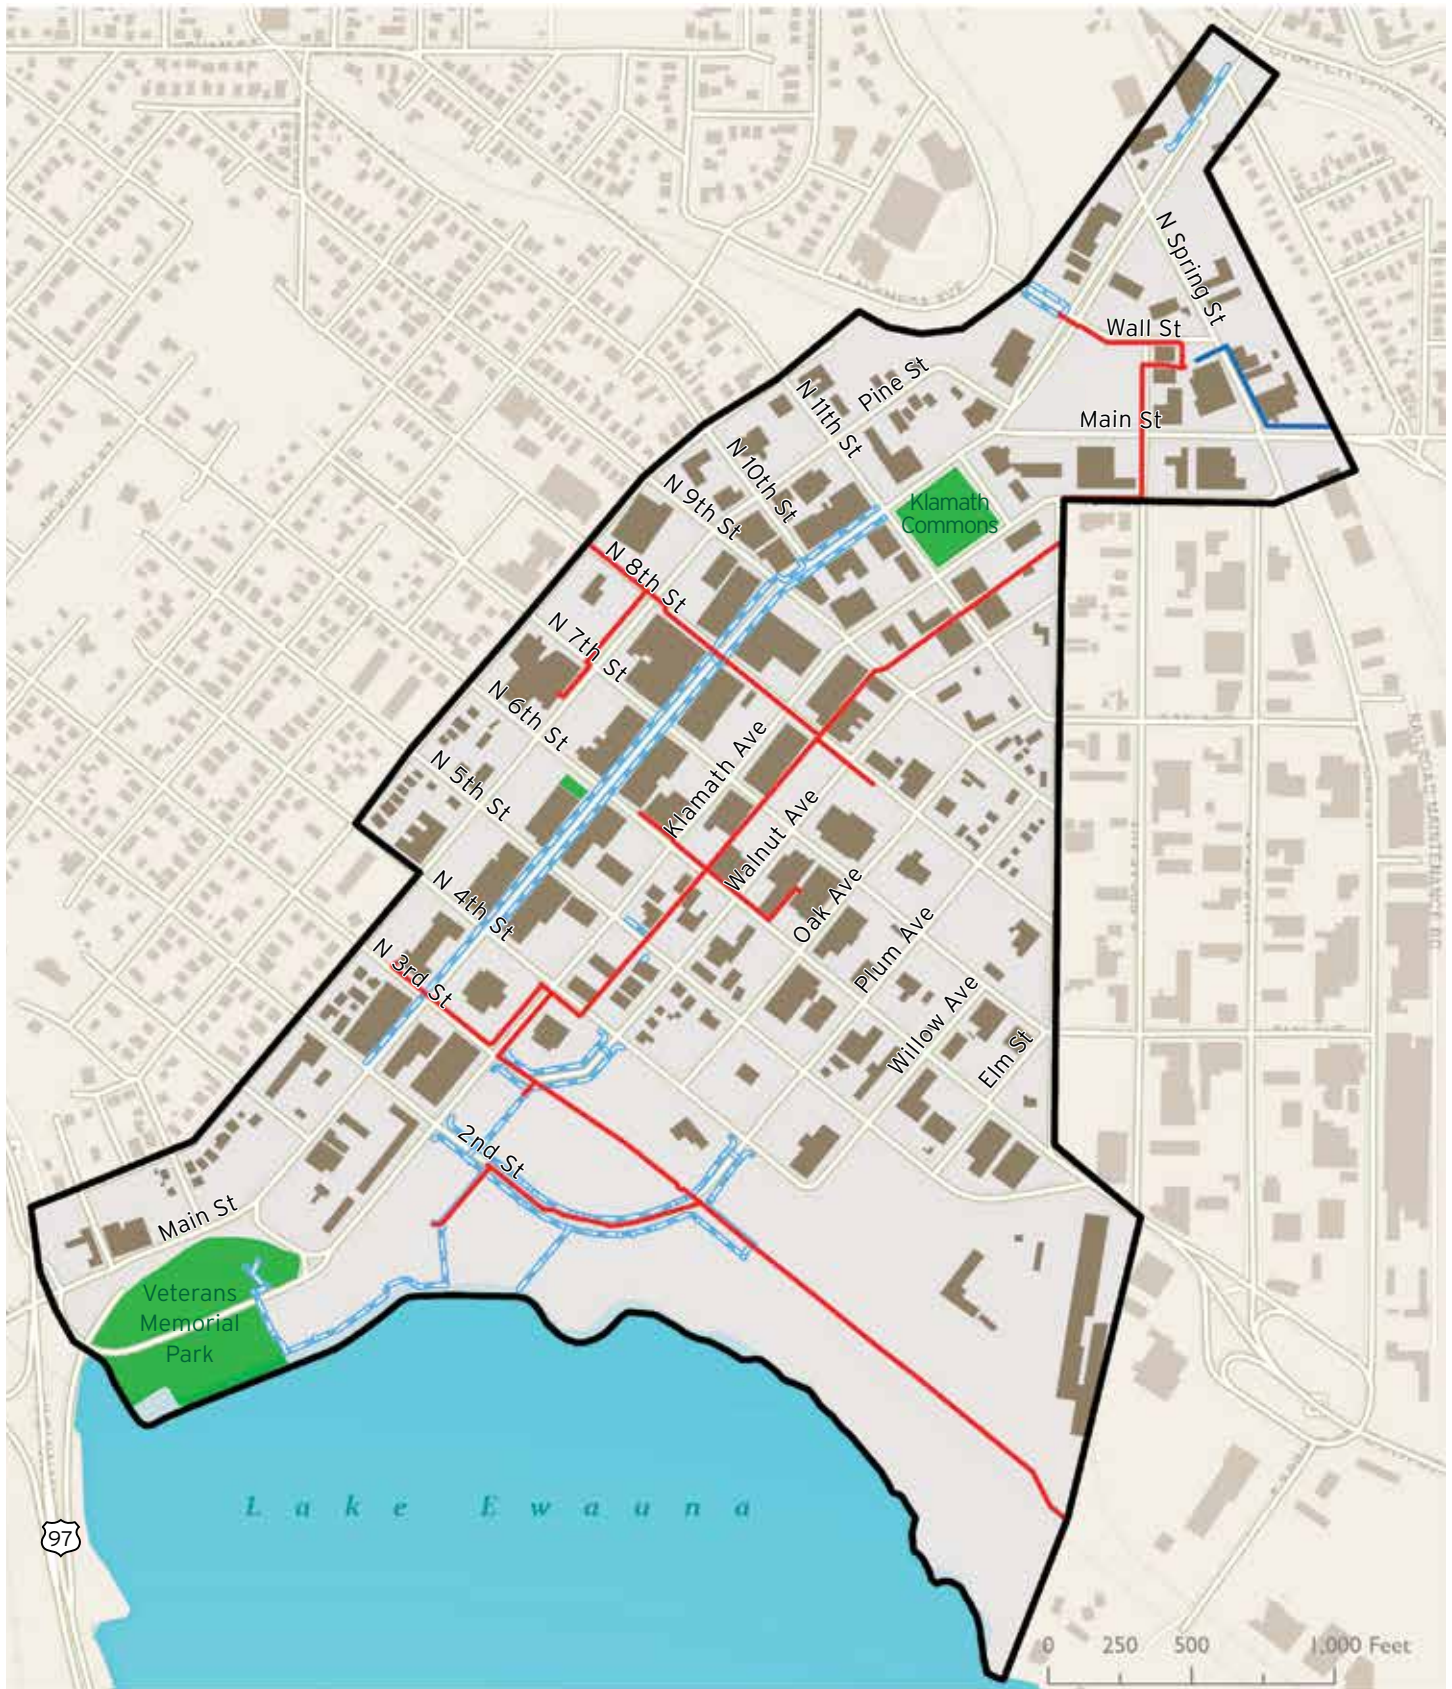 N Spring St
Wall St
Main St
Pine St
N 11th St
N 10th St
N 9th St
Klamath
Commons
N 8th St
N 7th St
N 6th St
N 5th St
N 4th St
N 3rd St
Klamath Ave
Walnut Ave
Oak Ave
Plum Ave
Willow Ave
Elm St
2nd St
Main St
Veterans
Memorial
Park
Lake Ewauna
97
0 250 500 1,000 Feet